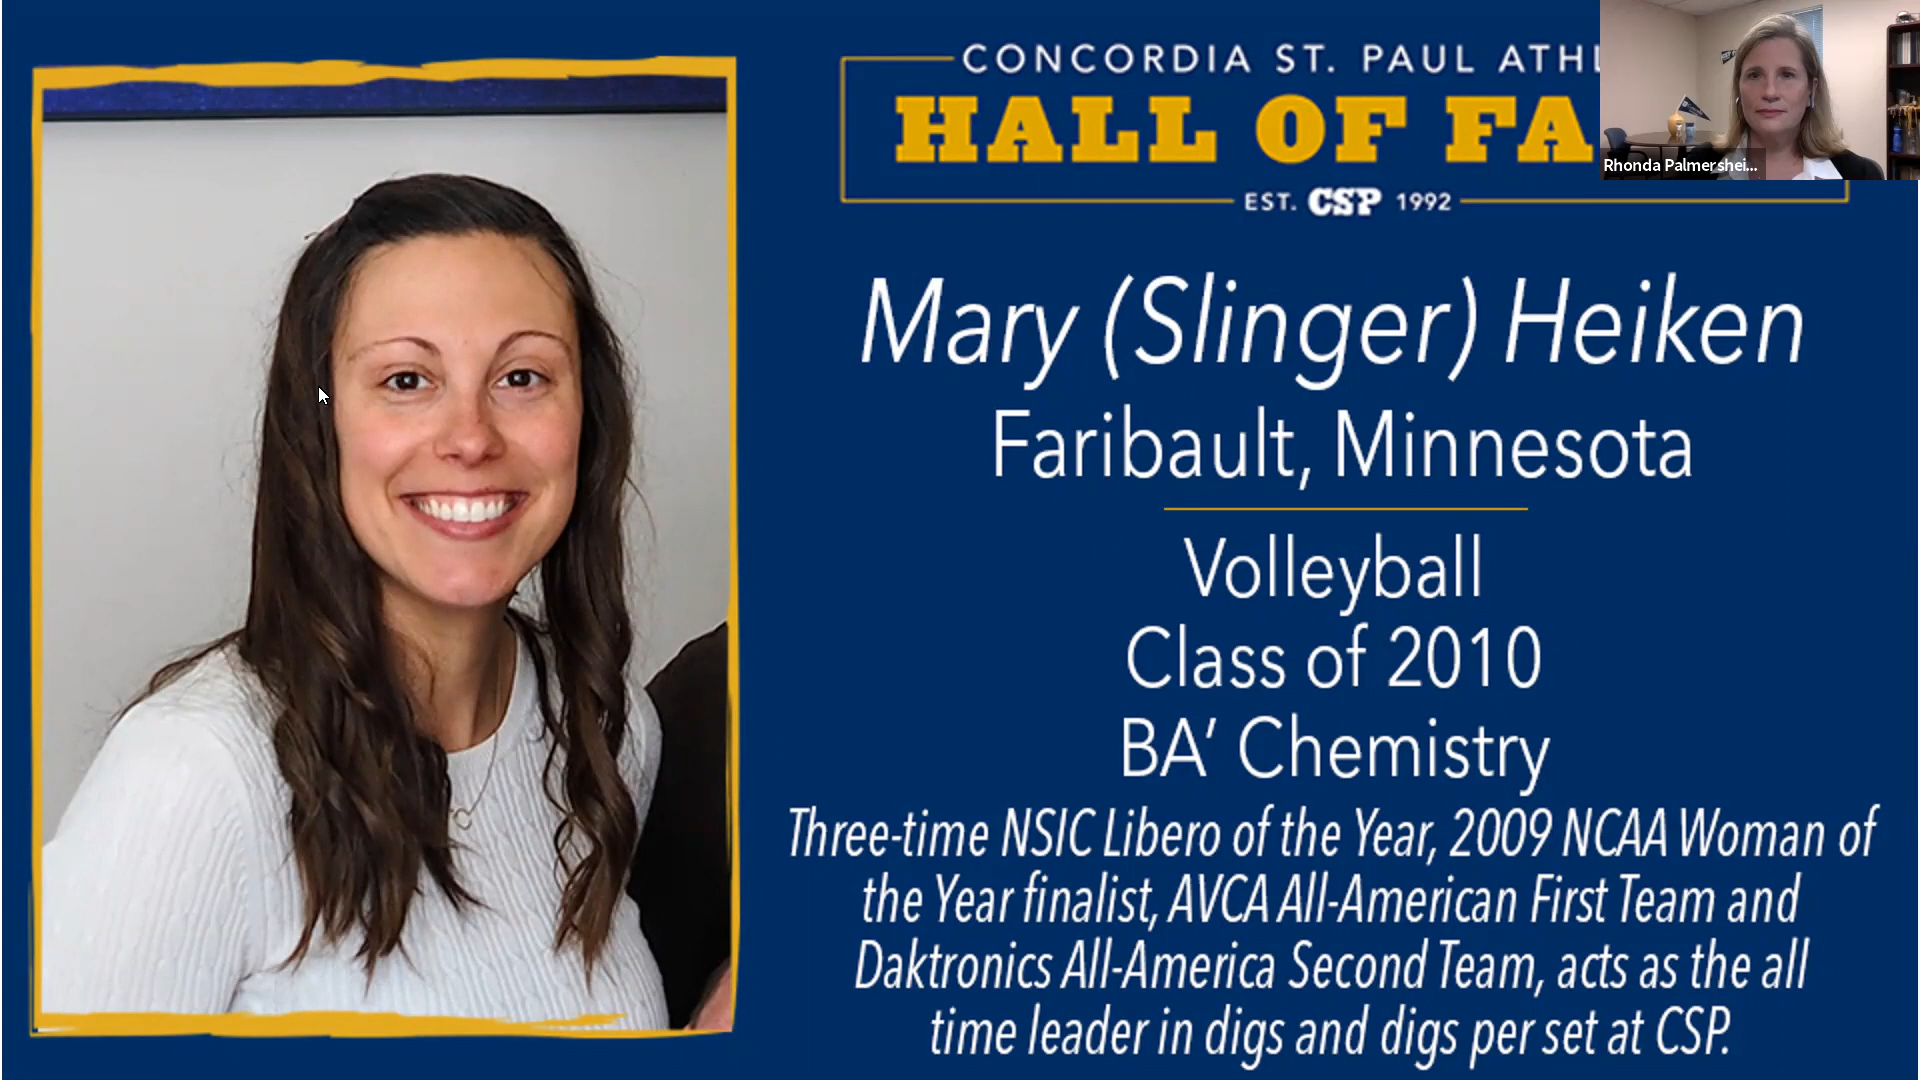 CONCORDIA ST. PAUL
HALL OF
EST. CSP 1992
Rhonda Palmershei...
Mary (Slinger) Heiken
Faribault, Minnesota
Volleyball
Class of 2010
BA’ Chemistry
Three-time NSIC Libero of the Year, 2009 NCAA Woman of
the Year finalist, AVCA All-American First Team and
Daktronics All-America Second Team, acts as the all
time leader in digs and digs per set at CSP.